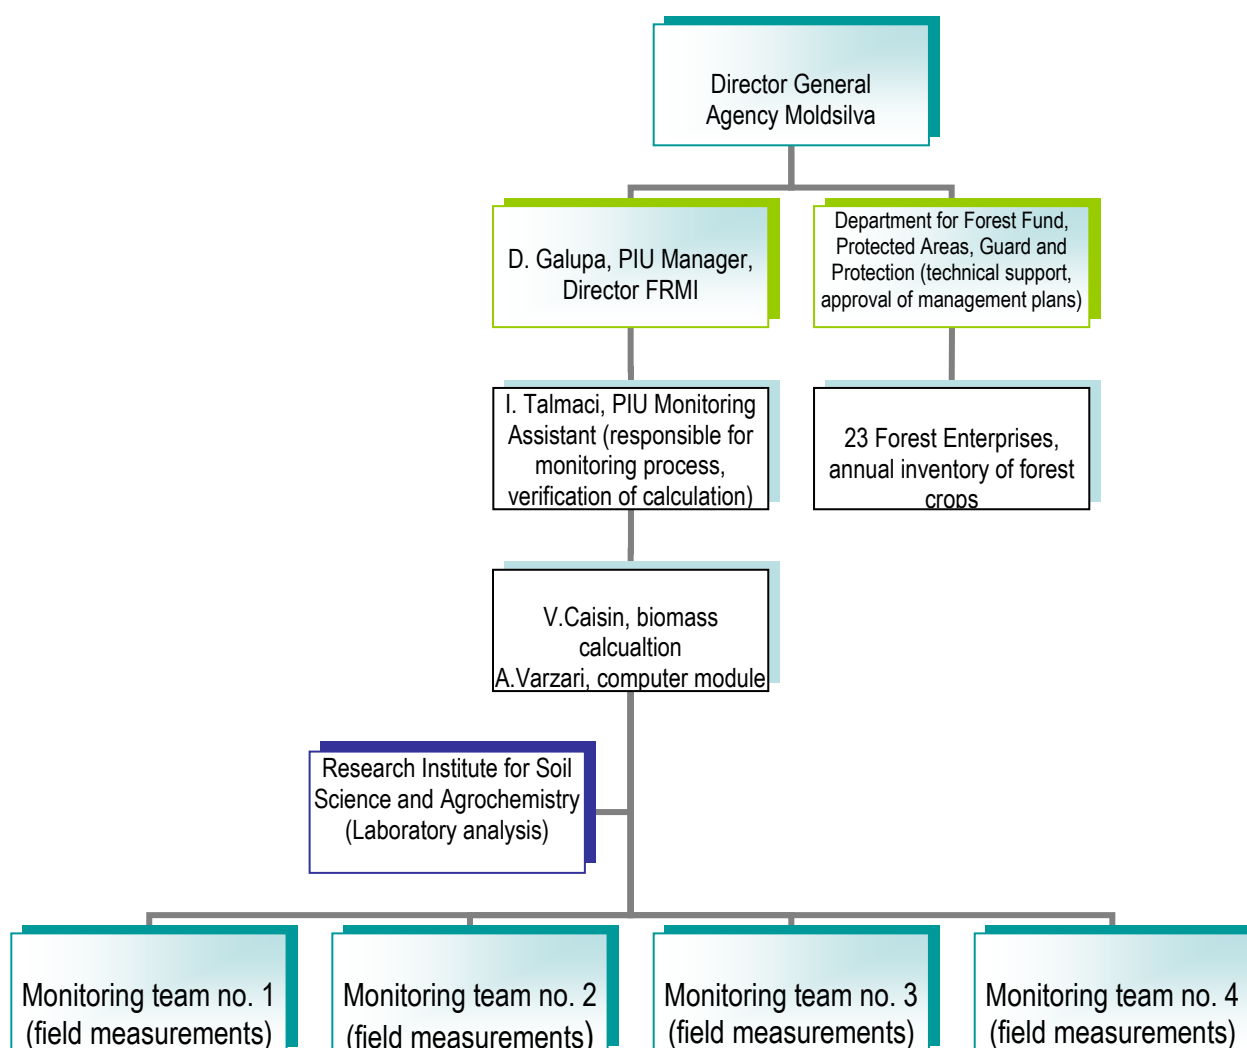 Director General
Agency Moldsilva
D. Galupa, PIU Manager,
Director FRMI
Department for Forest Fund,
Protected Areas, Guard and
Protection (technical support,
approval of management plans)
I. Talmaci, PIU Monitoring
Assistant (responsible for
monitoring process,
verification of calculation)
23 Forest Enterprises,
annual inventory of forest
crops
V.Caisin, biomass
calcualtion
A.Varzari, computer module
Research Institute for Soil
Science and Agrochemistry
(Laboratory analysis)
Monitoring team no. 1
(field measurements)
Monitoring team no. 2
(field measurements)
Monitoring team no. 3
(field measurements)
Monitoring team no. 4
(field measurements)